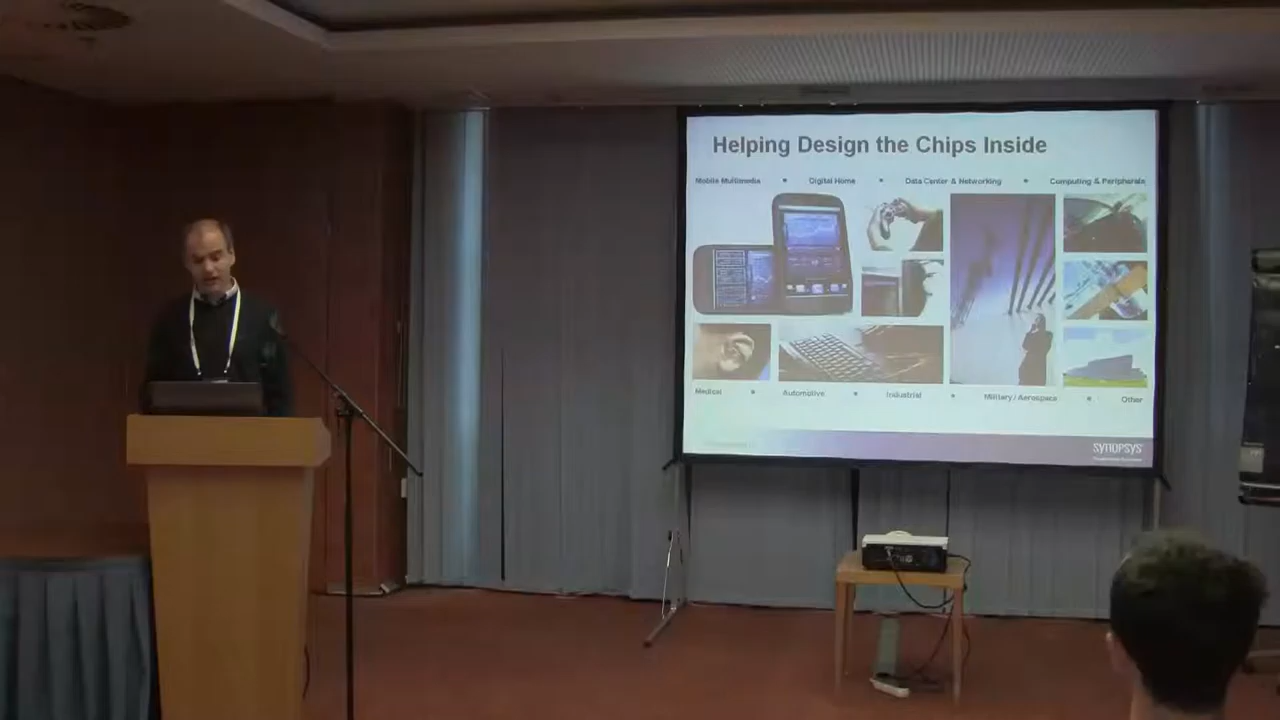 Helping Design the Chips Inside
Mobile Multimedia ▪ Digital Home ▪ Data Center & Networking ▪ Computing & Peripherals
Medical ▪ Automotive ▪ Industrial ▪ Military / Aerospace ▪ Other
SYNOPSYS